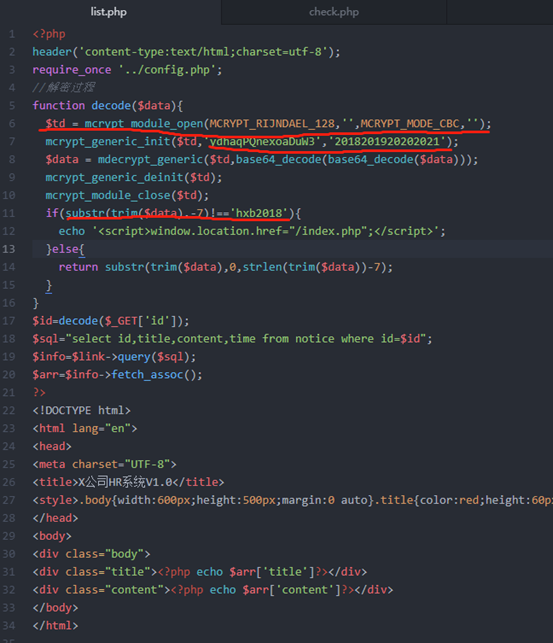 list.php
check.php
1 <?php
2 header('content-type:text/html;charset=utf-8');
3 require_once '../config.php';
4 //解密过程
5 function decode($data){
6 $td = mcrypt_module_open(MCRYPT_RIJNDAEL_128,'',MCRYPT_MODE_CBC,'');
7 mcrypt_generic_init($td,'ydhaqPQnexoaDuW3','2018201920202021');
8 $data = mdecrypt_generic($td,base64_decode(base64_decode($data)));
9 mcrypt_generic_deinit($td);
10 mcrypt_module_close($td);
11 if(substr(trim($data),-7)!=='hxb2018'){
12 echo '<script>window.location.href="/index.php";</script>';
13 }else{
14 return substr(trim($data),0,strlen(trim($data))-7);
15 }
16 }
17 $id=decode($_GET['id']);
18 $sql="select id,title,content,time from notice where id=$id";
19 $info=$link->query($sql);
20 $arr=$info->fetch_assoc();
21 ?>
22 <!DOCTYPE html>
23 <html lang="en">
24 <head>
25 <meta charset="UTF-8">
26 <title>X公司HR系统V1.0</title>
27 <style>.body{width:600px;height:500px;margin:0 auto}.title{color:red;height:60p
28 </head>
29 <body>
30 <div class="body">
31 <div class="title"><?php echo $arr['title']?></div>
32 <div class="content"><?php echo $arr['content']?></div>
33 </body>
34 </html>